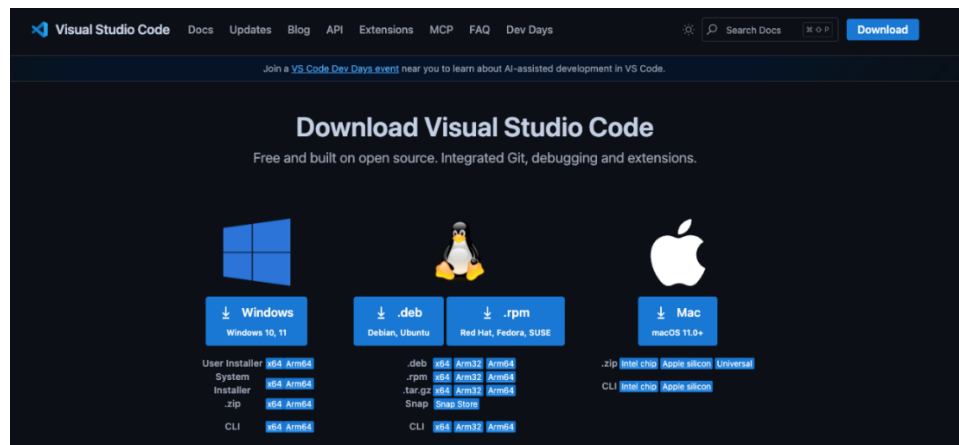 Visual Studio Code Docs Updates Blog API Extensions MCP FAQ Dev Days Search Docs ⌘ ⇧ P Download
Join a VS Code Dev Days event near you to learn about AI-assisted development in VS Code.
Download Visual Studio Code
Free and built on open source. Integrated Git, debugging and extensions.
Windows
Windows 10, 11
User Installer x64 Arm64
System Installer x64 Arm64
.zip x64 Arm64
CLI x64 Arm64
.deb
Debian, Ubuntu
.rpm
Red Hat, Fedora, SUSE
.deb x64 Arm32 Arm64
.rpm x64 Arm32 Arm64
.tar.gz x64 Arm32 Arm64
Snap Snap Store
CLI x64 Arm32 Arm64
Mac
macOS 11.0+
.zip Intel chip Apple silicon Universal
CLI Intel chip Apple silicon